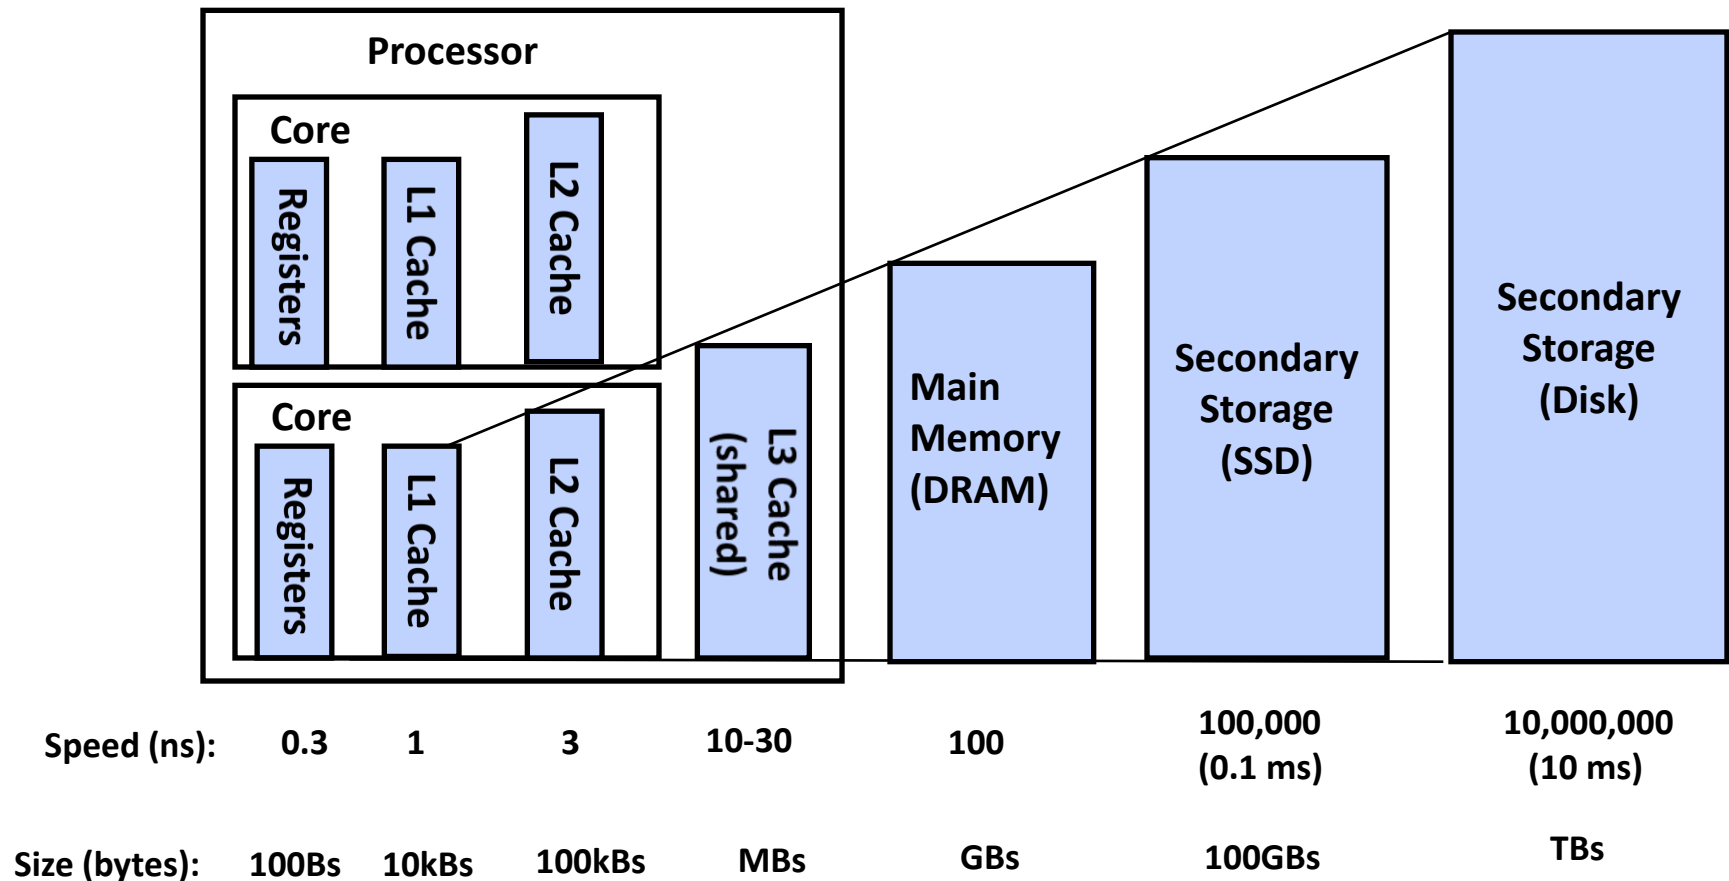 Processor
Core
Registers
L1 Cache
L2 Cache
Core
Registers
L1 Cache
L2 Cache
L3 Cache
(shared)
Main
Memory
(DRAM)
Secondary
Storage
(SSD)
Secondary
Storage
(Disk)
Speed (ns): 0.3 1 3 10-30 100 100,000 10,000,000
(0.1 ms) (10 ms)
Size (bytes): 100Bs 10kBs 100kBs MBs GBs 100GBs TBs